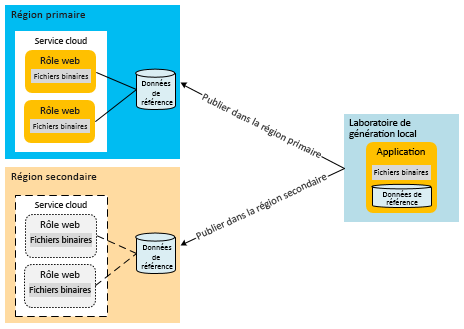 Région primaire
Service cloud
Rôle web
Fichiers binaires
Rôle web
Fichiers binaires
Données
de
référence
Publier dans la région primaire
Laboratoire de
génération local
Application
Fichiers binaires
Données de
référence
Région secondaire
Service cloud
Rôle web
Fichiers binaires
Rôle web
Fichiers binaires
Données
de
référence
Publier dans la région secondaire